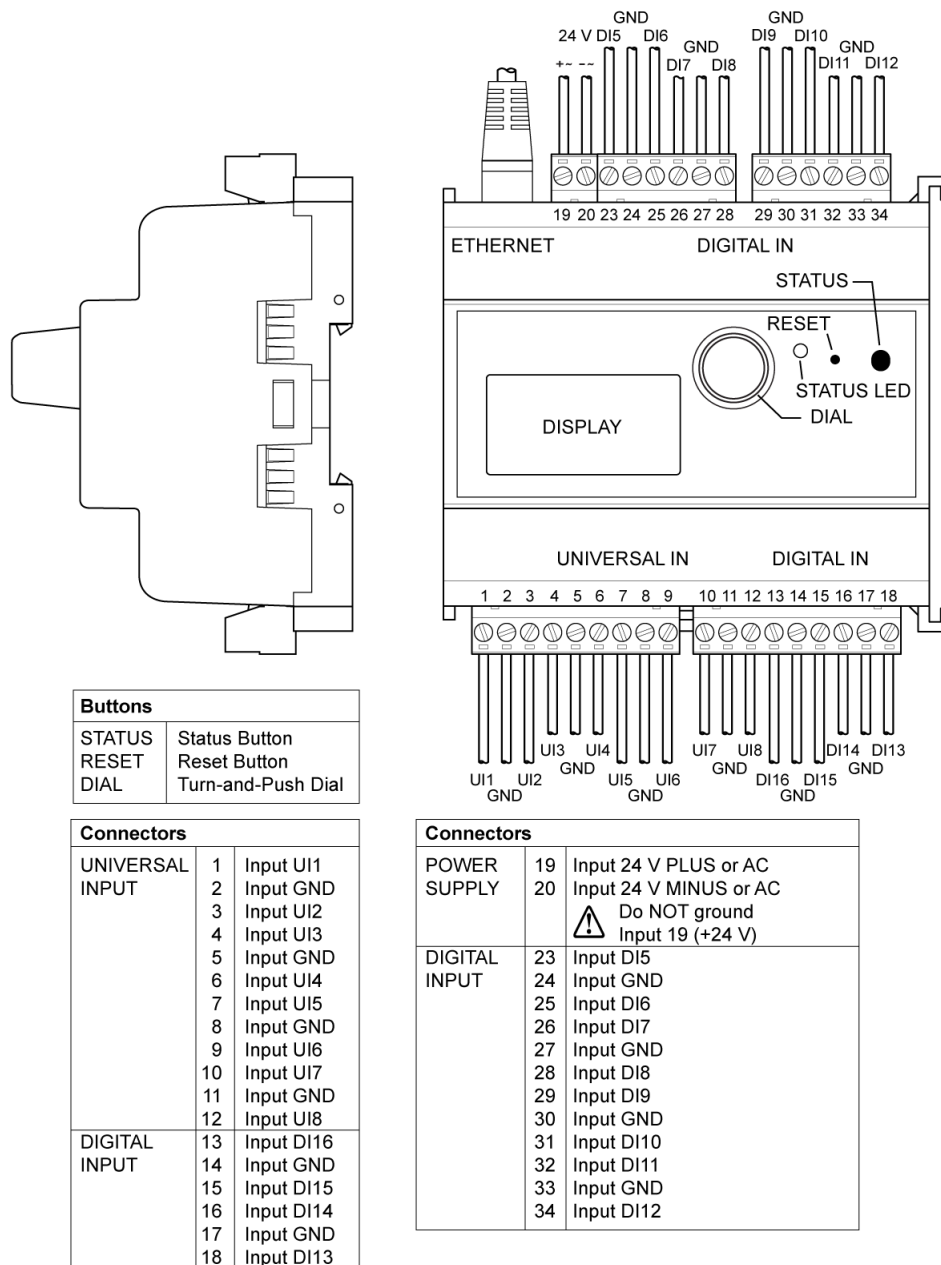 GND GND
24 V DI5 DI6 DI9 DI10
GND GND
+~ -~ DI7 DI8 DI11 DI12
19 20 23 24 25 26 27 28 29 30 31 32 33 34
ETHERNET DIGITAL IN
STATUS
RESET
STATUS LED
DIAL
DISPLAY
UNIVERSAL IN DIGITAL IN
1 2 3 4 5 6 7 8 9 10 11 12 13 14 15 16 17 18
UI3 UI4 UI7 UI8 DI14 DI13
GND GND GND
UI1 UI2 UI5 UI6 DI16 DI15
GND GND GND
Buttons
STATUS Status Button
RESET Reset Button
DIAL Turn-and-Push Dial
Connectors
UNIVERSAL 1 Input UI1
INPUT 2 Input GND
3 Input UI2
4 Input UI3
5 Input GND
6 Input UI4
7 Input UI5
8 Input GND
9 Input UI6
10 Input UI7
11 Input GND
12 Input UI8
DIGITAL 13 Input DI16
INPUT 14 Input GND
15 Input DI15
16 Input DI14
17 Input GND
18 Input DI13
Connectors
POWER 19 Input 24 V PLUS or AC
SUPPLY 20 Input 24 V MINUS or AC
Do NOT ground
Input 19 (+24 V)
DIGITAL 23 Input DI5
INPUT 24 Input GND
25 Input DI6
26 Input DI7
27 Input GND
28 Input DI8
29 Input DI9
30 Input GND
31 Input DI10
32 Input DI11
33 Input GND
34 Input DI12